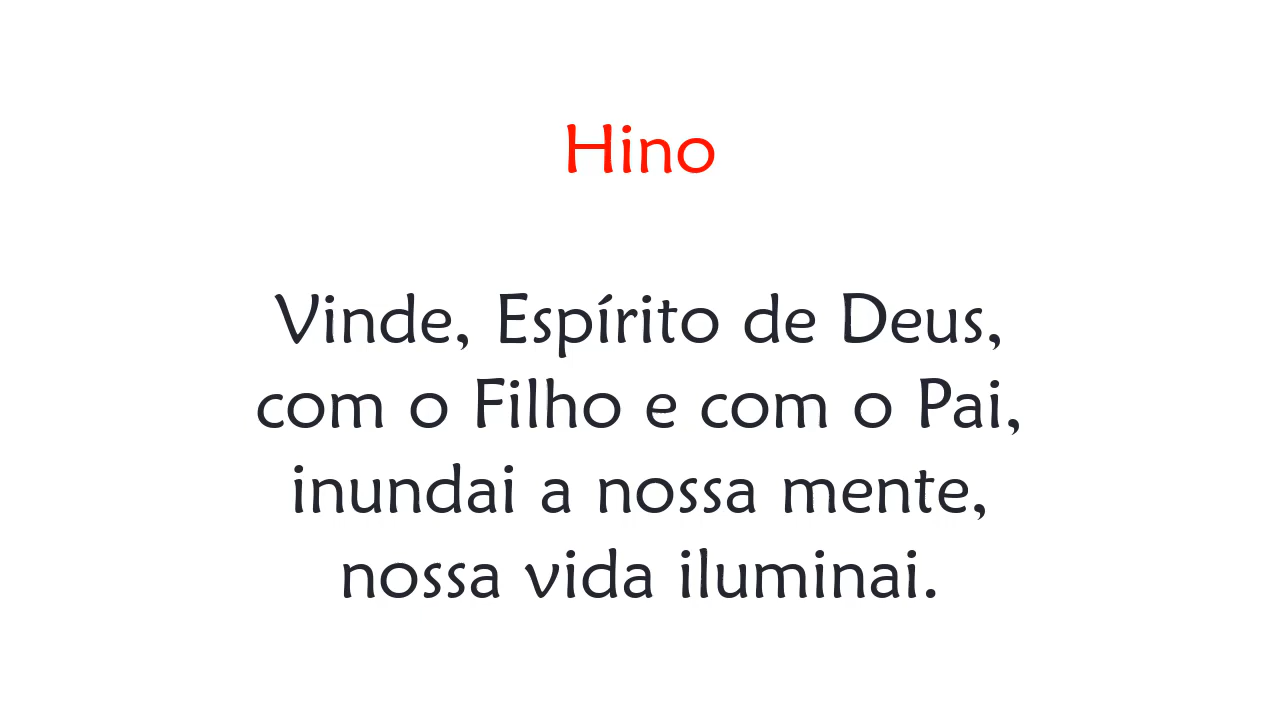 Hino
Vinde, Espírito de Deus,
com o Filho e com o Pai,
inundai a nossa mente,
nossa vida iluminai.